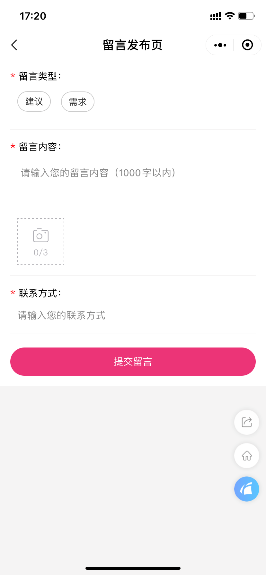 17:20
留言发布页
* 留言类型：
建议 需求
* 留言内容：
请输入您的留言内容（1000字以内）
0/3
* 联系方式：
请输入您的联系方式
提交留言